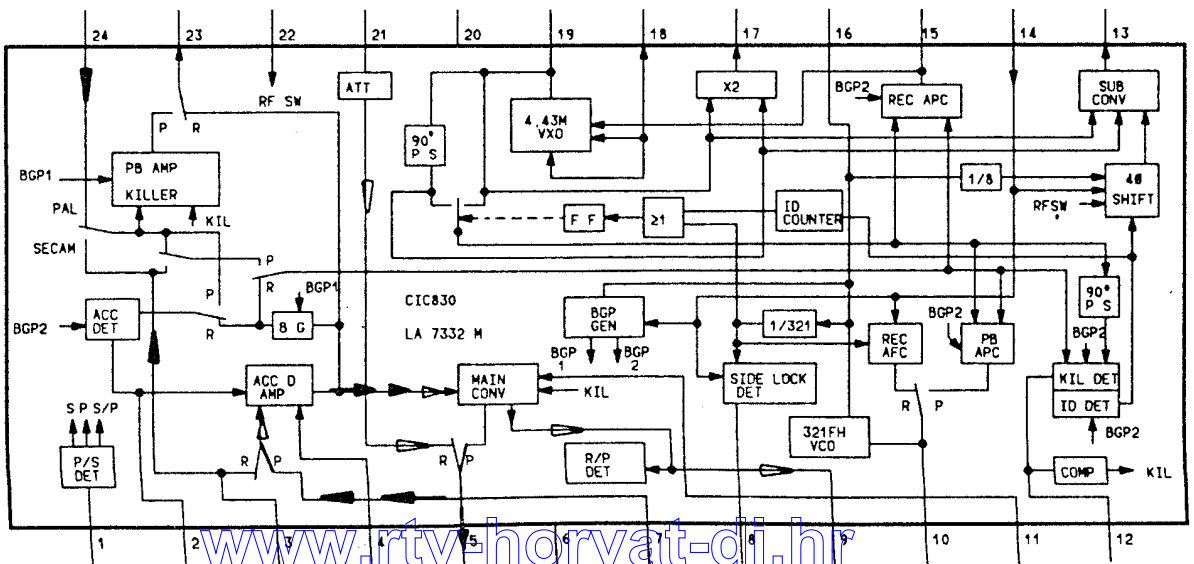 24 23 22 21 20 19 18 17 16 15 14 13
RF SW
ATT
4.43M
VXO
X2
BGP2
REC APC
SUB
CONV
P R
90°
P S
PB AMP
KILLER
BGP1
KIL
PAL
SECAM
F F
≥1
ID
COUNTER
1/8
RFSW
4Ø
SHIFT
P
R
P
BGP1
ACC
DET
BGP2
B G
CIC830
LA 7332 M
BGP
GEN
BGP
1
BGP
2
1/321
REC
AFC
BGP2
PB
APC
90°
P S
BGP2
ACC D
AMP
MAIN
CONV
KIL
SIDE LOCK
DET
R P
KIL DET
ID DET
BGP2
S P S/P
P/S
DET
R P
R P
R/P
DET
321FH
VCO
COMP
KIL
1 2 3 4 5 6 7 8 9 10 11 12
www.rtv-horvat-dj.hr